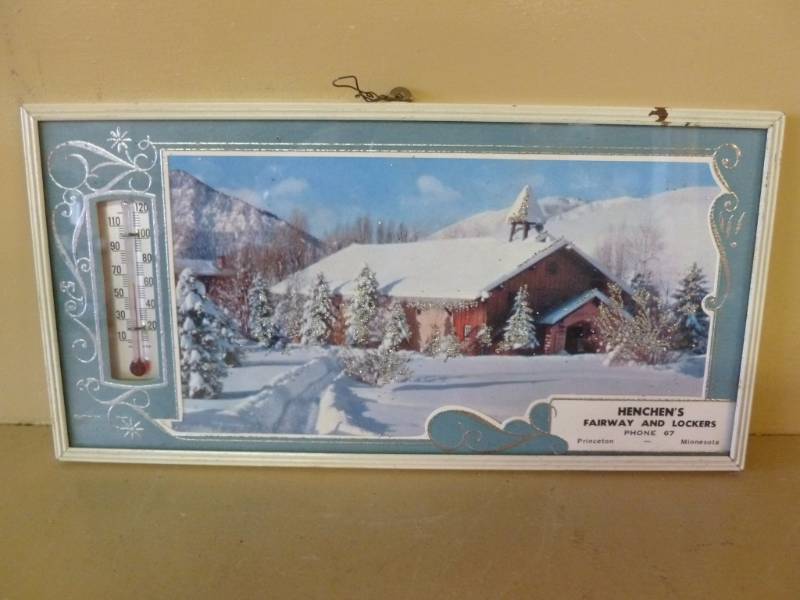 110 120
100
90
80
70
60
50
40
30
20
10
HENCHEN'S
FAIRWAY AND LOCKERS
PHONE 67
Princeton — Minnesota